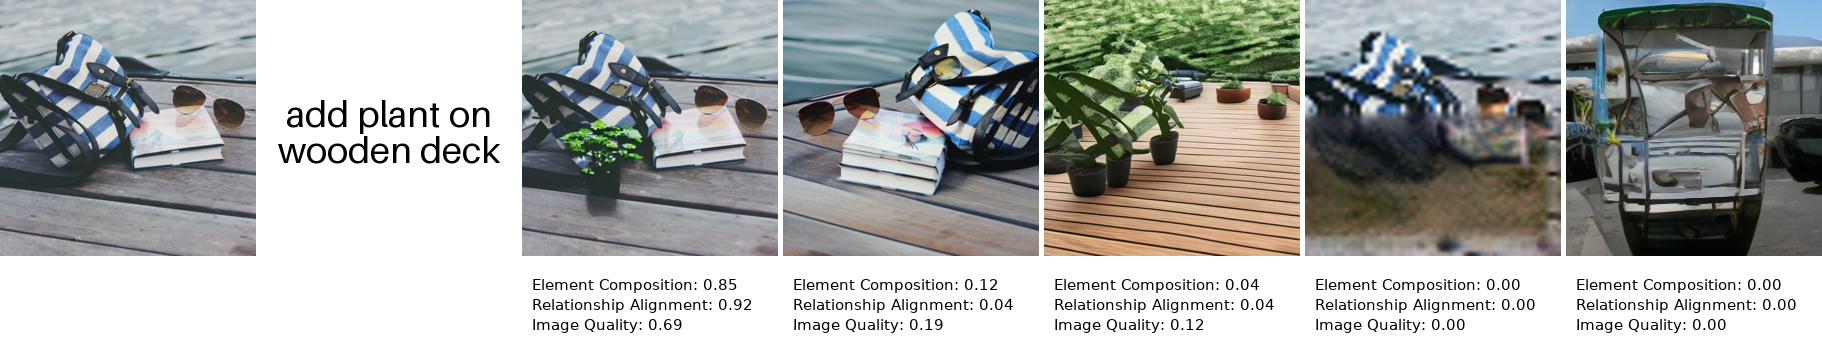 add plant on
wooden deck
Element Composition: 0.85
Relationship Alignment: 0.92
Image Quality: 0.69
Element Composition: 0.12
Relationship Alignment: 0.04
Image Quality: 0.19
Element Composition: 0.04
Relationship Alignment: 0.04
Image Quality: 0.12
Element Composition: 0.00
Relationship Alignment: 0.00
Image Quality: 0.00
Element Composition: 0.00
Relationship Alignment: 0.00
Image Quality: 0.00